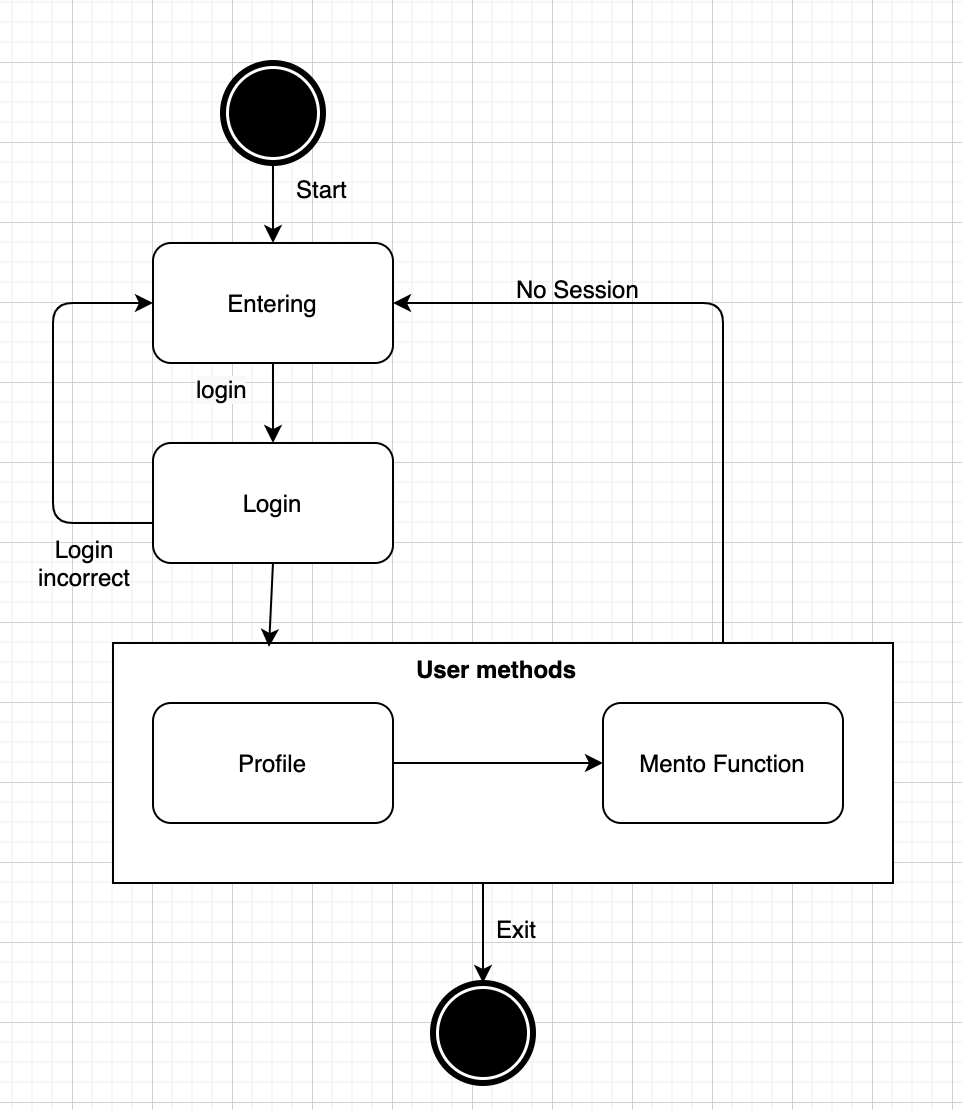 Start
Entering
No Session
login
Login
Login
incorrect
User methods
Profile
Mento Function
Exit